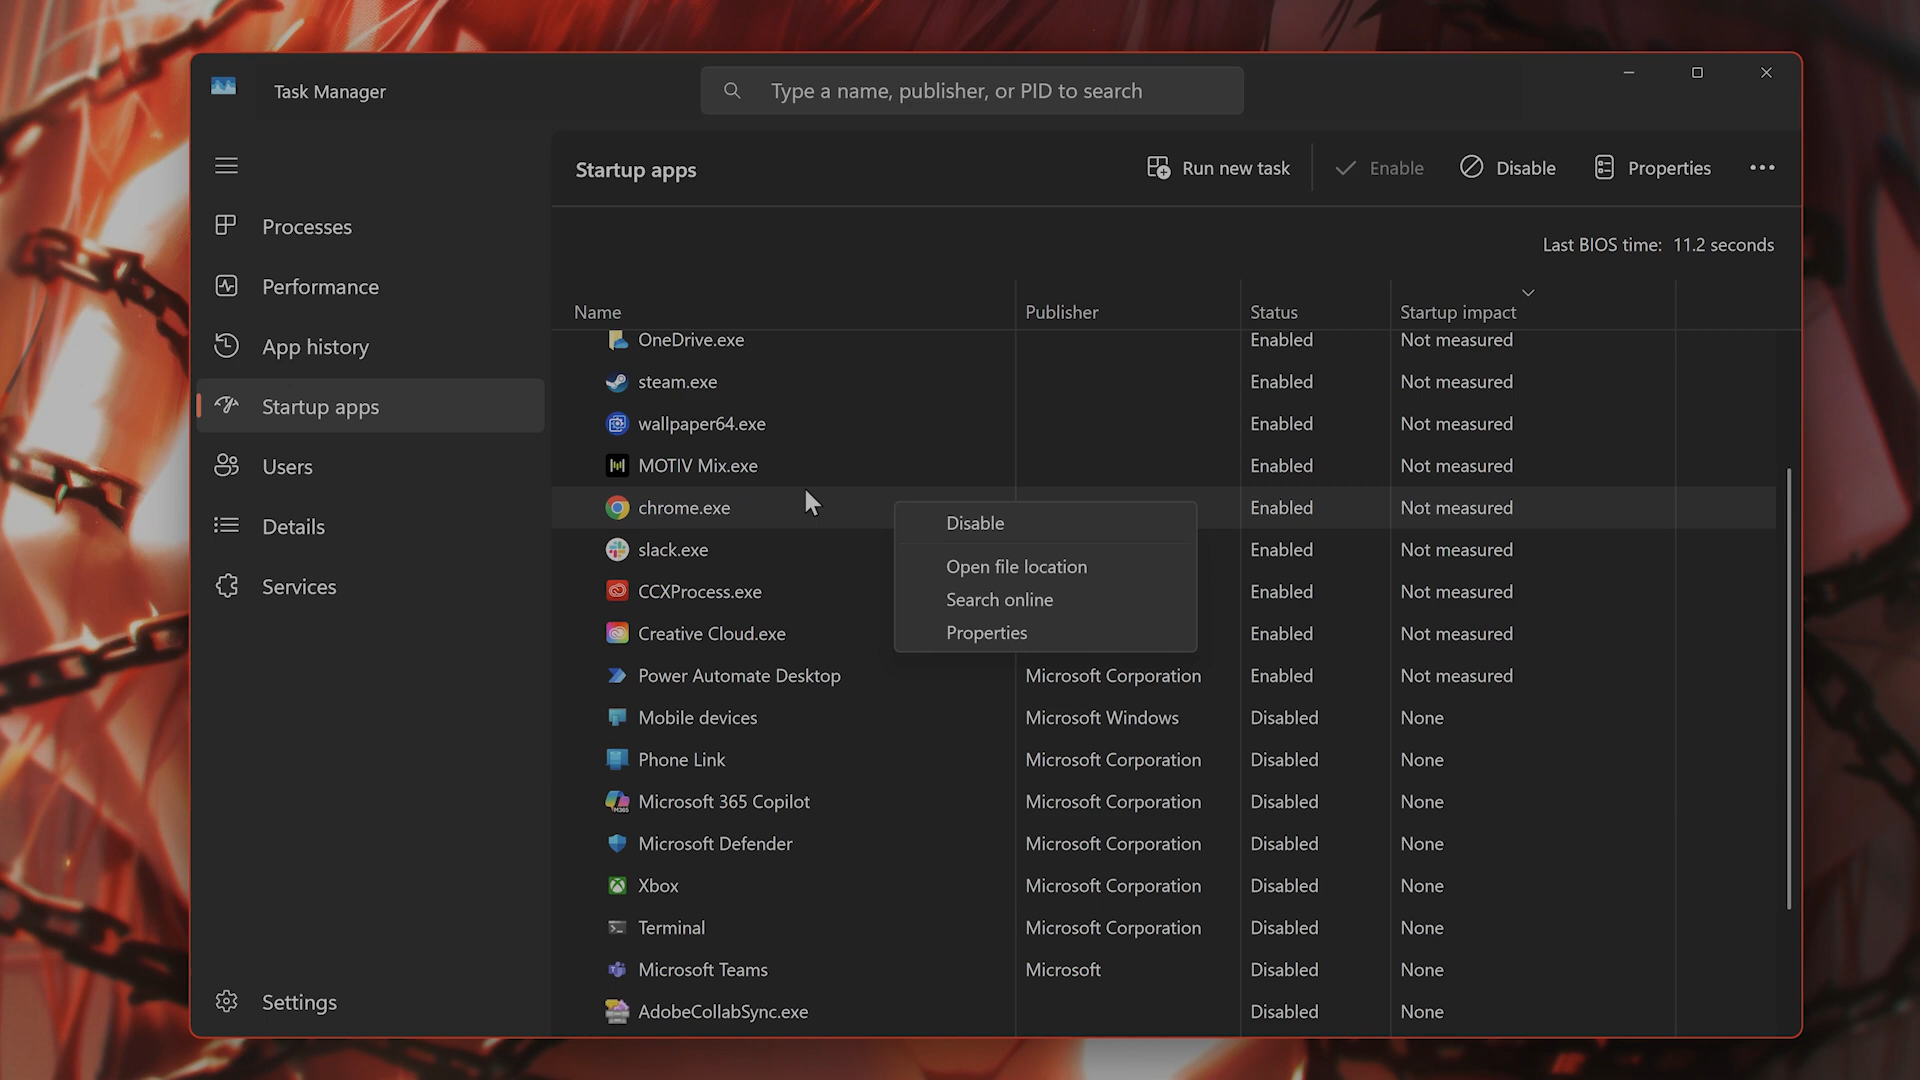 Task Manager
Type a name, publisher, or PID to search
Startup apps
Run new task
Enable
Disable
Properties
Processes
Performance
App history
Startup apps
Users
Details
Services
Settings
Last BIOS time: 11.2 seconds
Name Publisher Status Startup impact
OneDrive.exe Enabled Not measured
steam.exe Enabled Not measured
wallpaper64.exe Enabled Not measured
MOTIV Mix.exe Enabled Not measured
chrome.exe Enabled Not measured
slack.exe Enabled Not measured
CCXProcess.exe Enabled Not measured
Creative Cloud.exe Enabled Not measured
Power Automate Desktop Microsoft Corporation Enabled Not measured
Mobile devices Microsoft Windows Disabled None
Phone Link Microsoft Corporation Disabled None
Microsoft 365 Copilot Microsoft Corporation Disabled None
Microsoft Defender Microsoft Corporation Disabled None
Xbox Microsoft Corporation Disabled None
Terminal Microsoft Corporation Disabled None
Microsoft Teams Microsoft Disabled None
AdobeCollabSync.exe Disabled None
Disable
Open file location
Search online
Properties